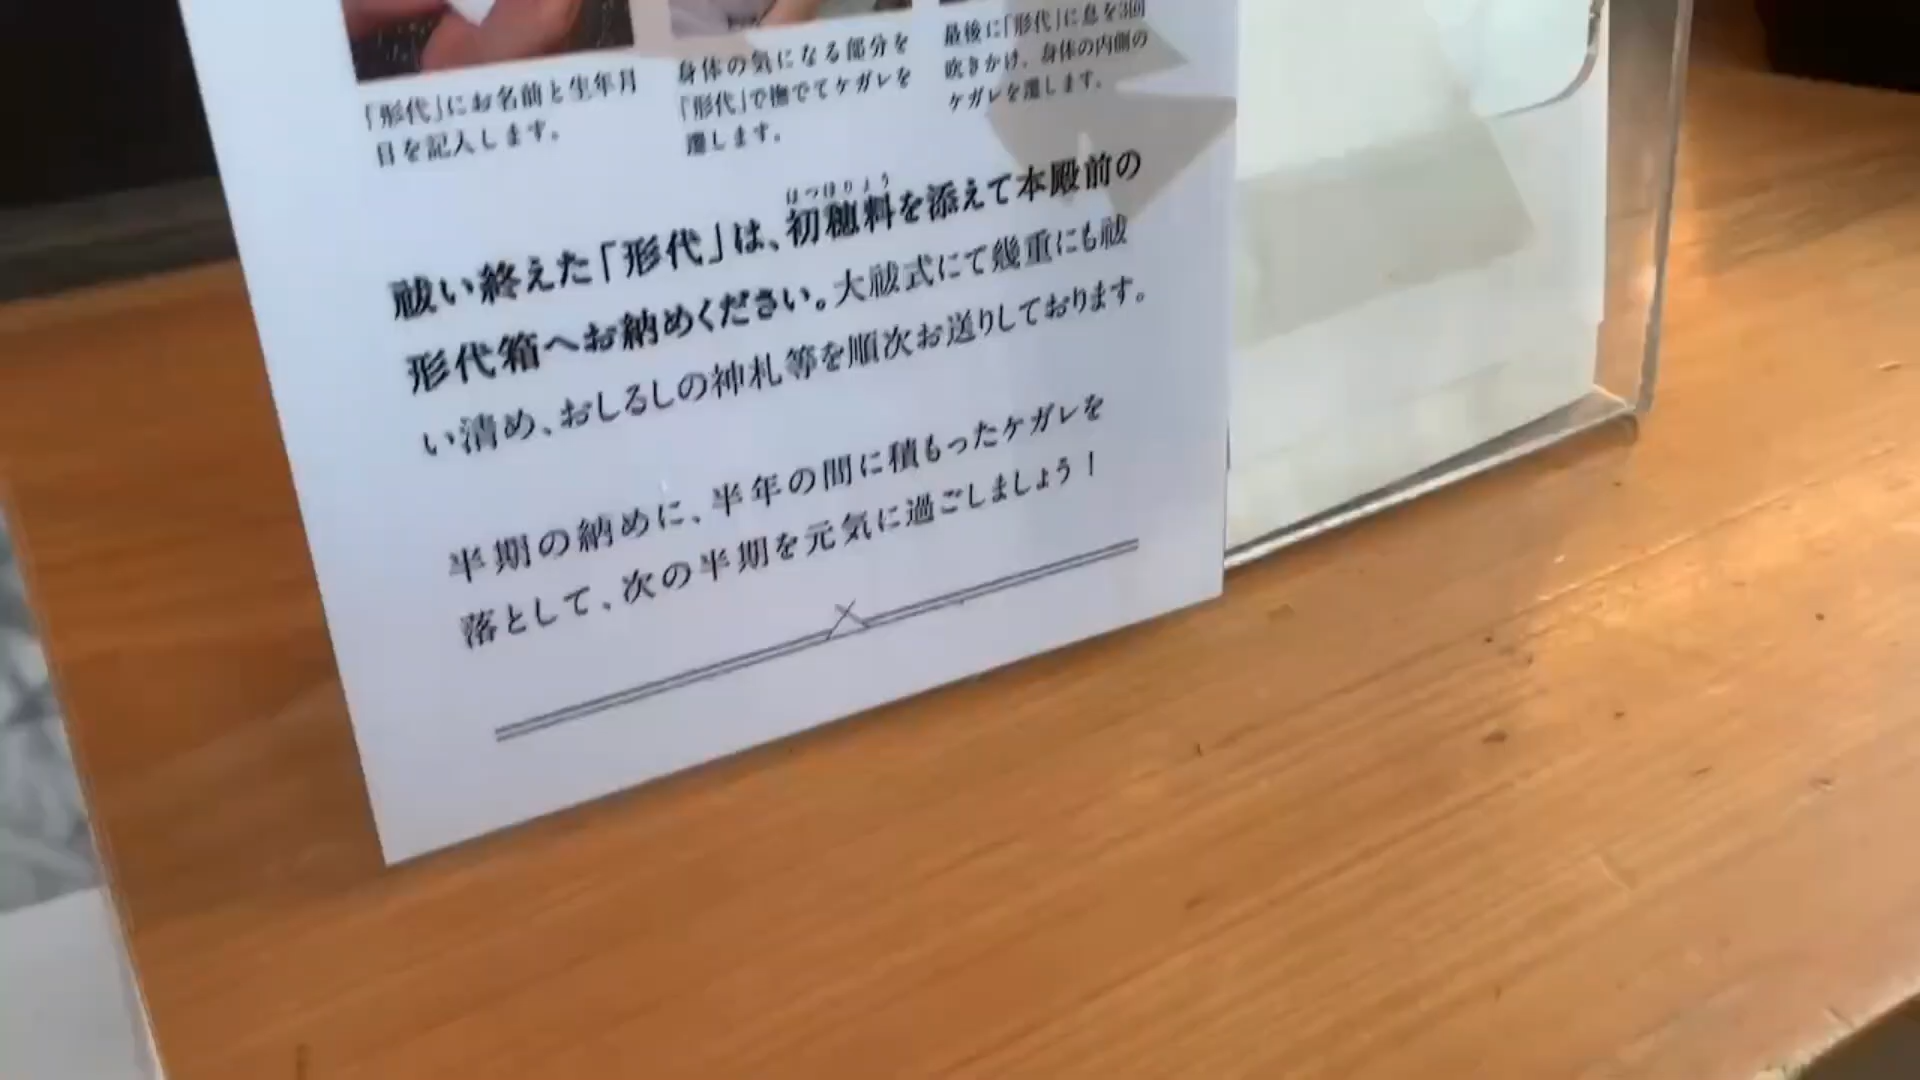 「形代」にお名前と生年月
日を記入します。
身体の気になる部分を
「形代」で撫でてケガレを
遷します。
最後に「形代」に息を3回
吹きかけ、身体の内側の
ケガレを遷します。
はつほりょう
祓い終えた「形代」は、初穂料を添えて本殿前の
形代箱へお納めください。大祓式にて幾重にも祓
い清め、おしるしの神札等を順次お送りしております。
半期の納めに、半年の間に積もったケガレを
落として、次の半期を元気に過ごしましょう！